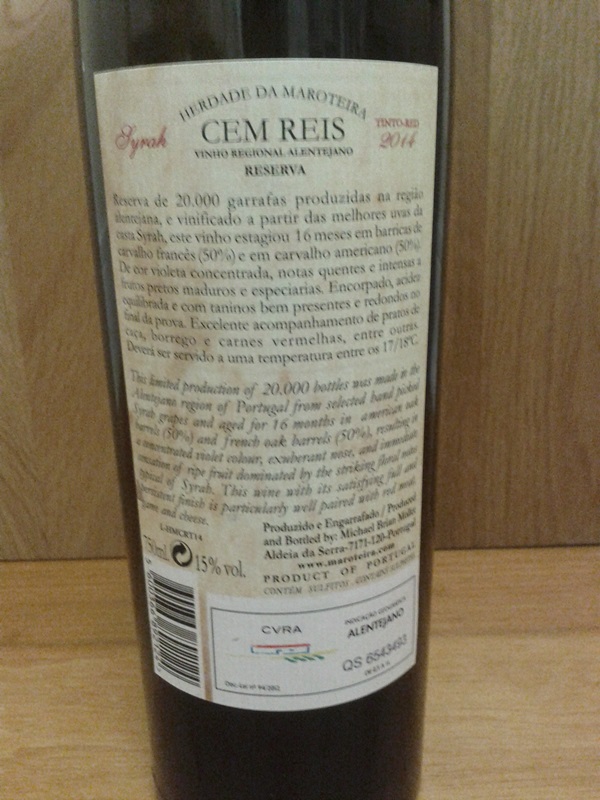 HERDADE DA MAROTEIRA
Syrah
CEM REIS
TINTO-RED
2014
VINHO REGIONAL ALENTEJANO
RESERVA
Reserva de 20.000 garrafas produzidas na região
alentejana, e vinificado a partir das melhores uvas da
casta Syrah, este vinho estagiou 16 meses em barricas de
carvalho francês (50%) e em carvalho americano (50%).
De cor violeta concentrada, notas quentes e intensas a
frutos pretos maduros e especiarias. Encorpado, acidez
equilibrada e com taninos bem presentes e redondos no
final da prova. Excelente acompanhamento de pratos de
caça, borrego e carnes vermelhas, entre outras.
Deverá ser servido a uma temperatura entre os 17/18ºC.
This limited production of 20.000 bottles was made in the
Alentejano region of Portugal from selected hand picked
Syrah grapes and aged for 16 months in american oak
barrels (50%) and french oak barrels (50%), resulting in
a concentrated violet colour, exuberant nose, and immediate
sensation of ripe fruit dominated by the striking floral notes
typical of Syrah. This wine with its satisfying full and
persistent finish is particularly well paired with red meat,
game and cheese.
L-HMCRT14
750ml.
15% vol.
Produzido e Engarrafado / Produced
and Bottled by: Michael Brian Mollet
Aldeia da Serra-7171-120-Portugal
www.maroteira.com
PRODUCT OF PORTUGAL
CONTÉM SULFITOS - CONTAINS SULPHITES
CVRA
INDICAÇÃO GEOGRÁFICA
ALENTEJANO
QS 6543493